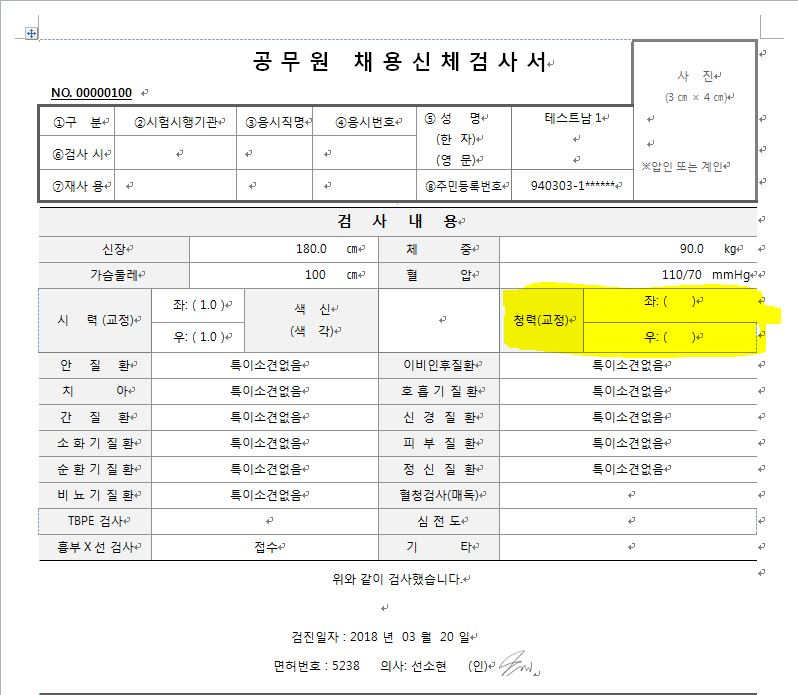 공 무 원 채 용 신 체 검 사 서
NO. 00000100
사 진
(3 ㎝ × 4 ㎝)
※압인 또는 계인
①구 분 ②시험시행기관 ③응시직명 ④응시번호 ⑤ 성 명 테스트남 1
(한 자)
⑥검사 시 (영 문)
⑦재사 용 ⑧주민등록번호 940303-1******
검 사 내 용
신장 180.0 ㎝ 체 중 90.0 kg
가슴둘레 100 ㎝ 혈 압 110/70 mmHg
시 력 (교정) 좌: ( 1.0 ) 색 신 청력(교정) 좌: ( )
우: ( 1.0 ) (색 각) 우: ( )
안 질 환 특이소견없음 이비인후질환 특이소견없음
치 아 특이소견없음 호 흡 기 질 환 특이소견없음
간 질 환 특이소견없음 신 경 질 환 특이소견없음
소 화 기 질 환 특이소견없음 피 부 질 환 특이소견없음
순 환 기 질 환 특이소견없음 정 신 질 환 특이소견없음
비 뇨 기 질 환 특이소견없음 혈청검사(매독)
TBPE 검사 심 전 도
흉부 X 선 검사 접수 기 타
위와 같이 검사했습니다.
검진일자 : 2018 년 03 월 20 일
면허번호 : 5238 의사: 선소현 (인)